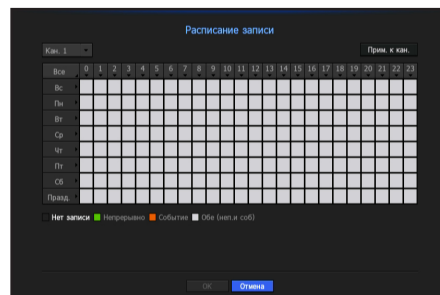 Расписание записи
Кан. 1 Прим. к кан.
Все 0 1 2 3 4 5 6 7 8 9 10 11 12 13 14 15 16 17 18 19 20 21 22 23
Вс
Пн
Вт
Ср
Чт
Пт
Сб
Празд.
Нет записи Непрерывно Событие Обе (неп.и соб)
ОК Отмена